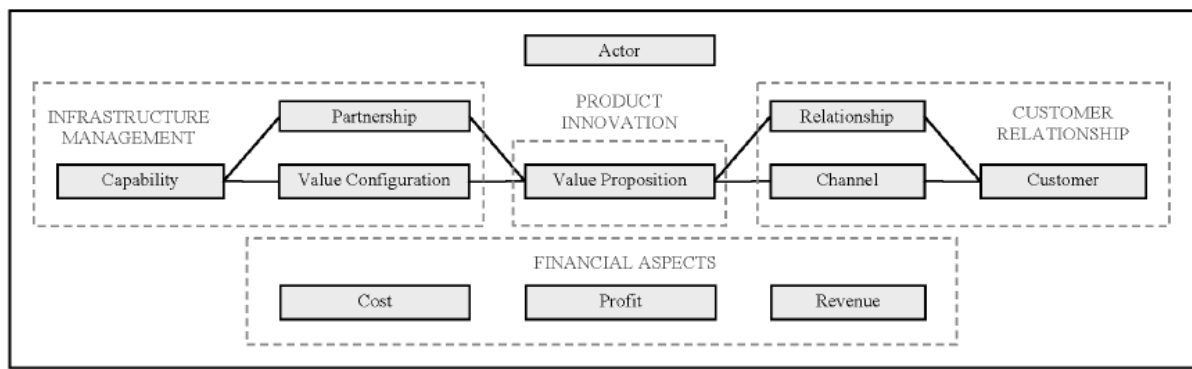 Actor
INFRASTRUCTURE
MANAGEMENT
Partnership
PRODUCT
INNOVATION
Relationship
CUSTOMER
RELATIONSHIP
Capability
Value Configuration
Value Proposition
Channel
Customer
FINANCIAL ASPECTS
Cost
Profit
Revenue